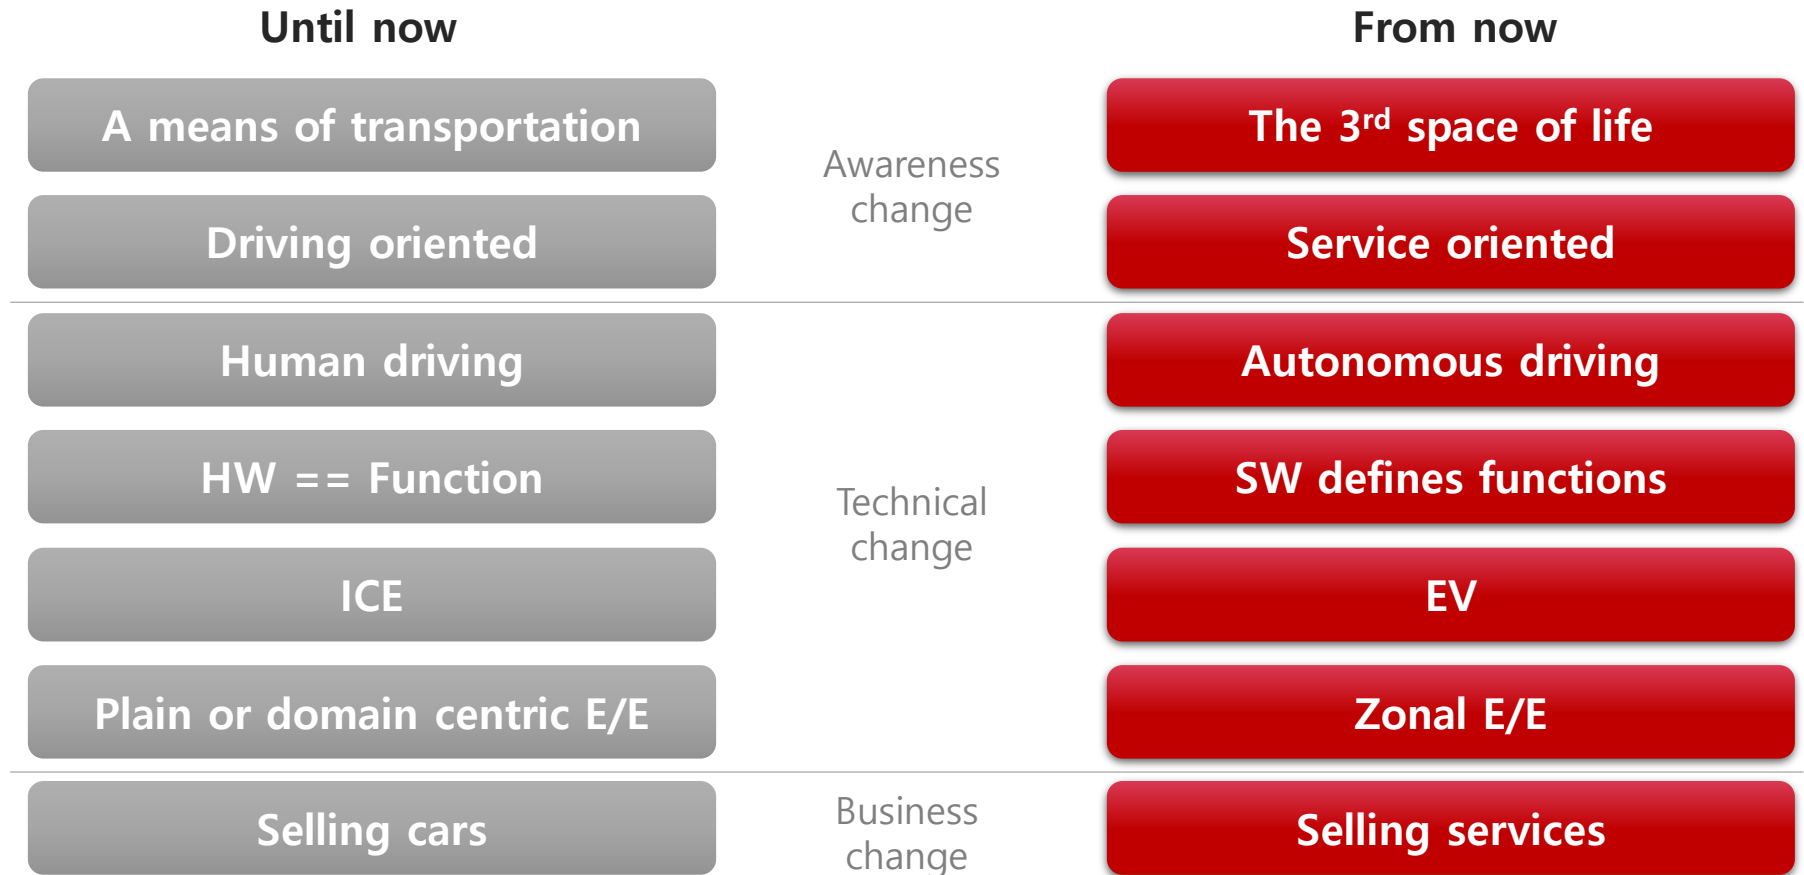 Until now
From now
A means of transportation
Awareness
change
The 3rd space of life
Driving oriented
Service oriented
Human driving
Technical
change
Autonomous driving
HW == Function
SW defines functions
ICE
EV
Plain or domain centric E/E
Zonal E/E
Selling cars
Business
change
Selling services